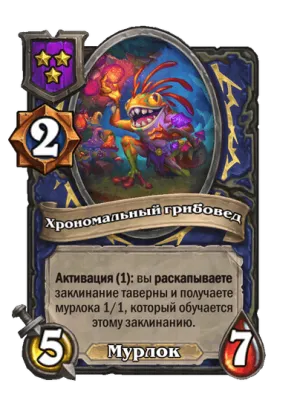 2
Хрономальный грибовед
Активация (1): вы раскапываете
заклинание таверны и получаете
мурлока 1/1, который обучается
этому заклинанию.
5
Мурлок
7